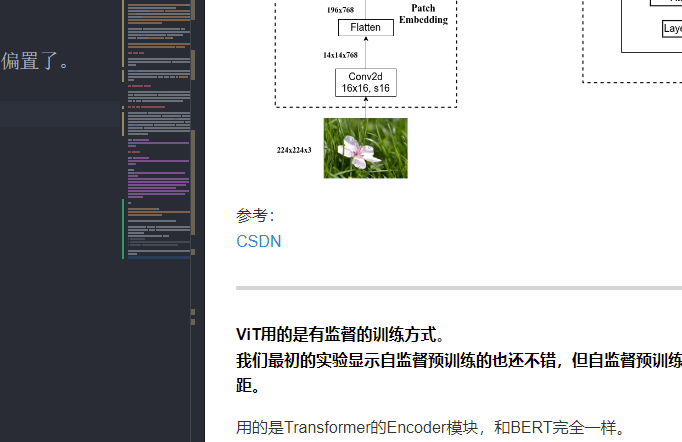 偏置了。
196x768
Patch
Embedding
Flatten
14x14x768
Conv2d
16x16, s16
224x224x3
Laye
参考：
CSDN
ViT用的是有监督的训练方式。
我们最初的实验显示自监督预训练的也还不错，但自监督预训练
距。
用的是Transformer的Encoder模块，和BERT完全一样。